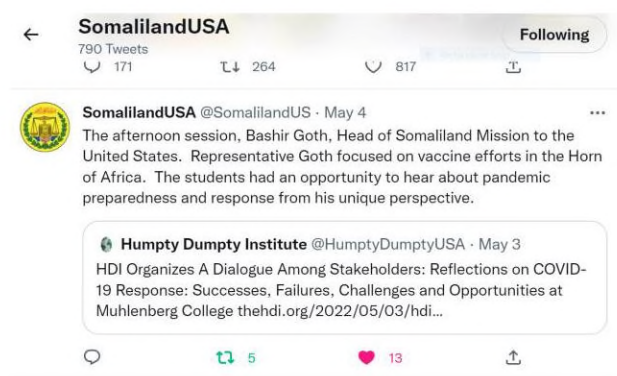 SomalilandUSA
790 Tweets
Following
171 264 817
SomalilandUSA @SomalilandUS · May 4
The afternoon session, Bashir Goth, Head of Somaliland Mission to the
United States. Representative Goth focused on vaccine efforts in the Horn
of Africa. The students had an opportunity to hear about pandemic
preparedness and response from his unique perspective.
Humpty Dumpty Institute @HumptyDumptyUSA · May 3
HDI Organizes A Dialogue Among Stakeholders: Reflections on COVID-
19 Response: Successes, Failures, Challenges and Opportunities at
Muhlenberg College thehdi.org/2022/05/03/hdi...
5 13